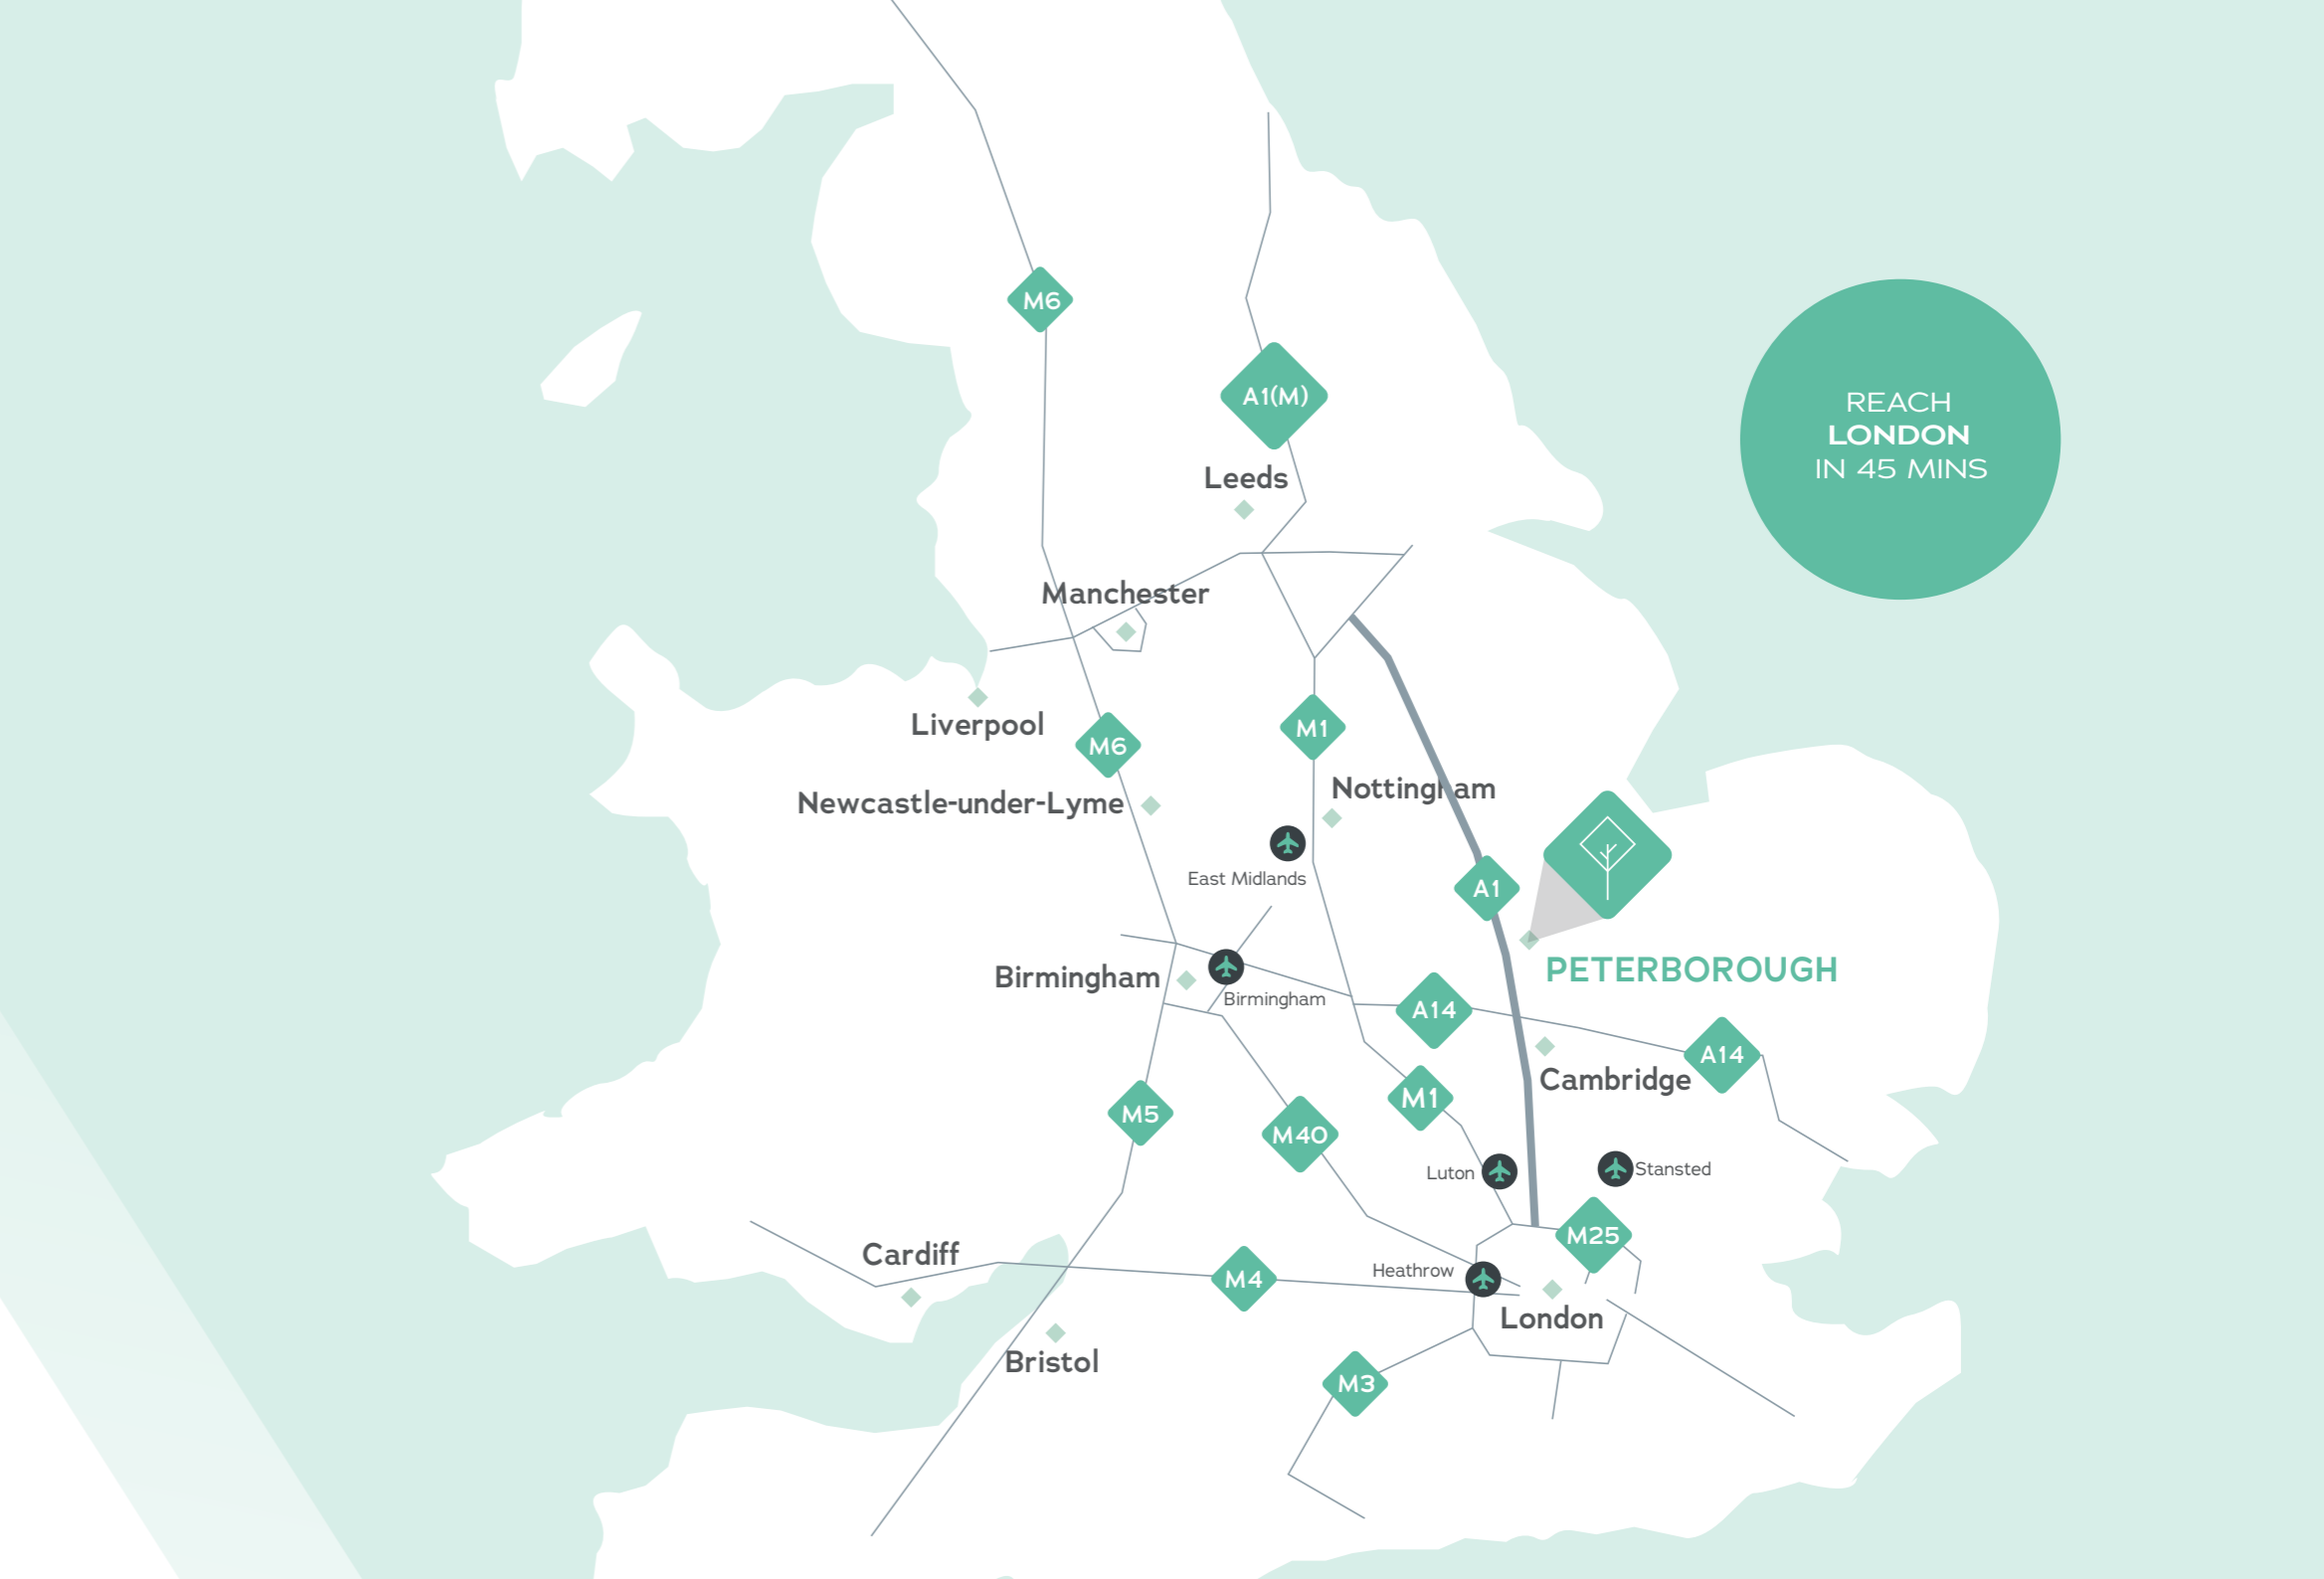 M6
A1(M)
REACH
LONDON
IN 45 MINS
Leeds
Manchester
Liverpool
M6
M1
Newcastle-under-Lyme
Nottingham
East Midlands
A1
PETERBOROUGH
Birmingham
Birmingham
A14
A14
Cambridge
M5
M40
M1
Luton
Stansted
M25
Cardiff
M4
Heathrow
London
Bristol
M3